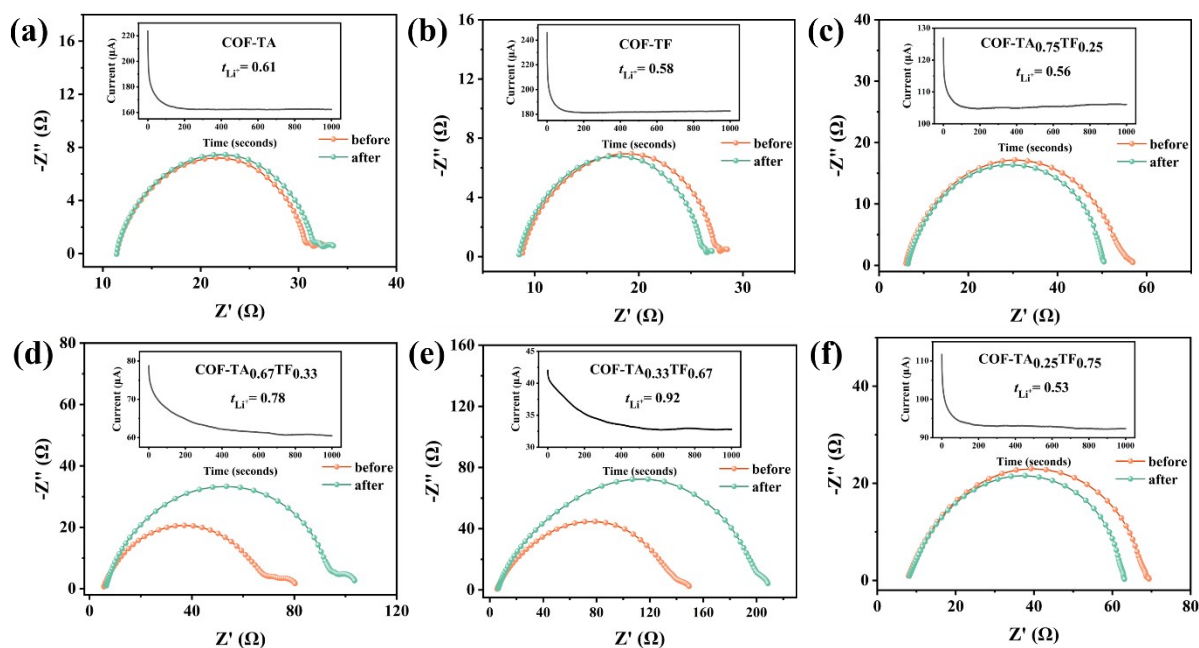 (a)
COF-TA
tLi+= 0.61
Current (μA)
240
200
160
0 200 400 600 800 1000
Time (seconds)
before
after
-Z'' (Ω)
16
12
8
4
0
10 20 30 40
Z' (Ω)
(b)
COF-TF
tLi+= 0.58
Current (μA)
240
210
180
0 200 400 600 800 1000
Time (seconds)
before
after
-Z'' (Ω)
16
12
8
4
0
10 20 30
Z' (Ω)
(c)
COF-TA0.75TF0.25
tLi+= 0.56
Current (μA)
130
120
110
100
0 200 400 600 800 1000
Time (seconds)
before
after
-Z'' (Ω)
40
30
20
10
0
0 20 40 60
Z' (Ω)
(d)
COF-TA0.67TF0.33
tLi+= 0.78
Current (μA)
80
70
60
0 200 400 600 800 1000
Time (seconds)
before
after
-Z'' (Ω)
80
60
40
20
0
0 40 80 120
Z' (Ω)
(e)
COF-TA0.33TF0.67
tLi+= 0.92
Current (μA)
45
40
35
30
0 200 400 600 800 1000
Time (seconds)
before
after
-Z'' (Ω)
160
120
80
40
0
0 40 80 120 160 200
Z' (Ω)
(f)
COF-TA0.25TF0.75
tLi+= 0.53
Current (μA)
110
100
90
0 200 400 600 800 1000
Time (seconds)
before
after
-Z'' (Ω)
40
30
20
10
0
0 20 40 60 80
Z' (Ω)